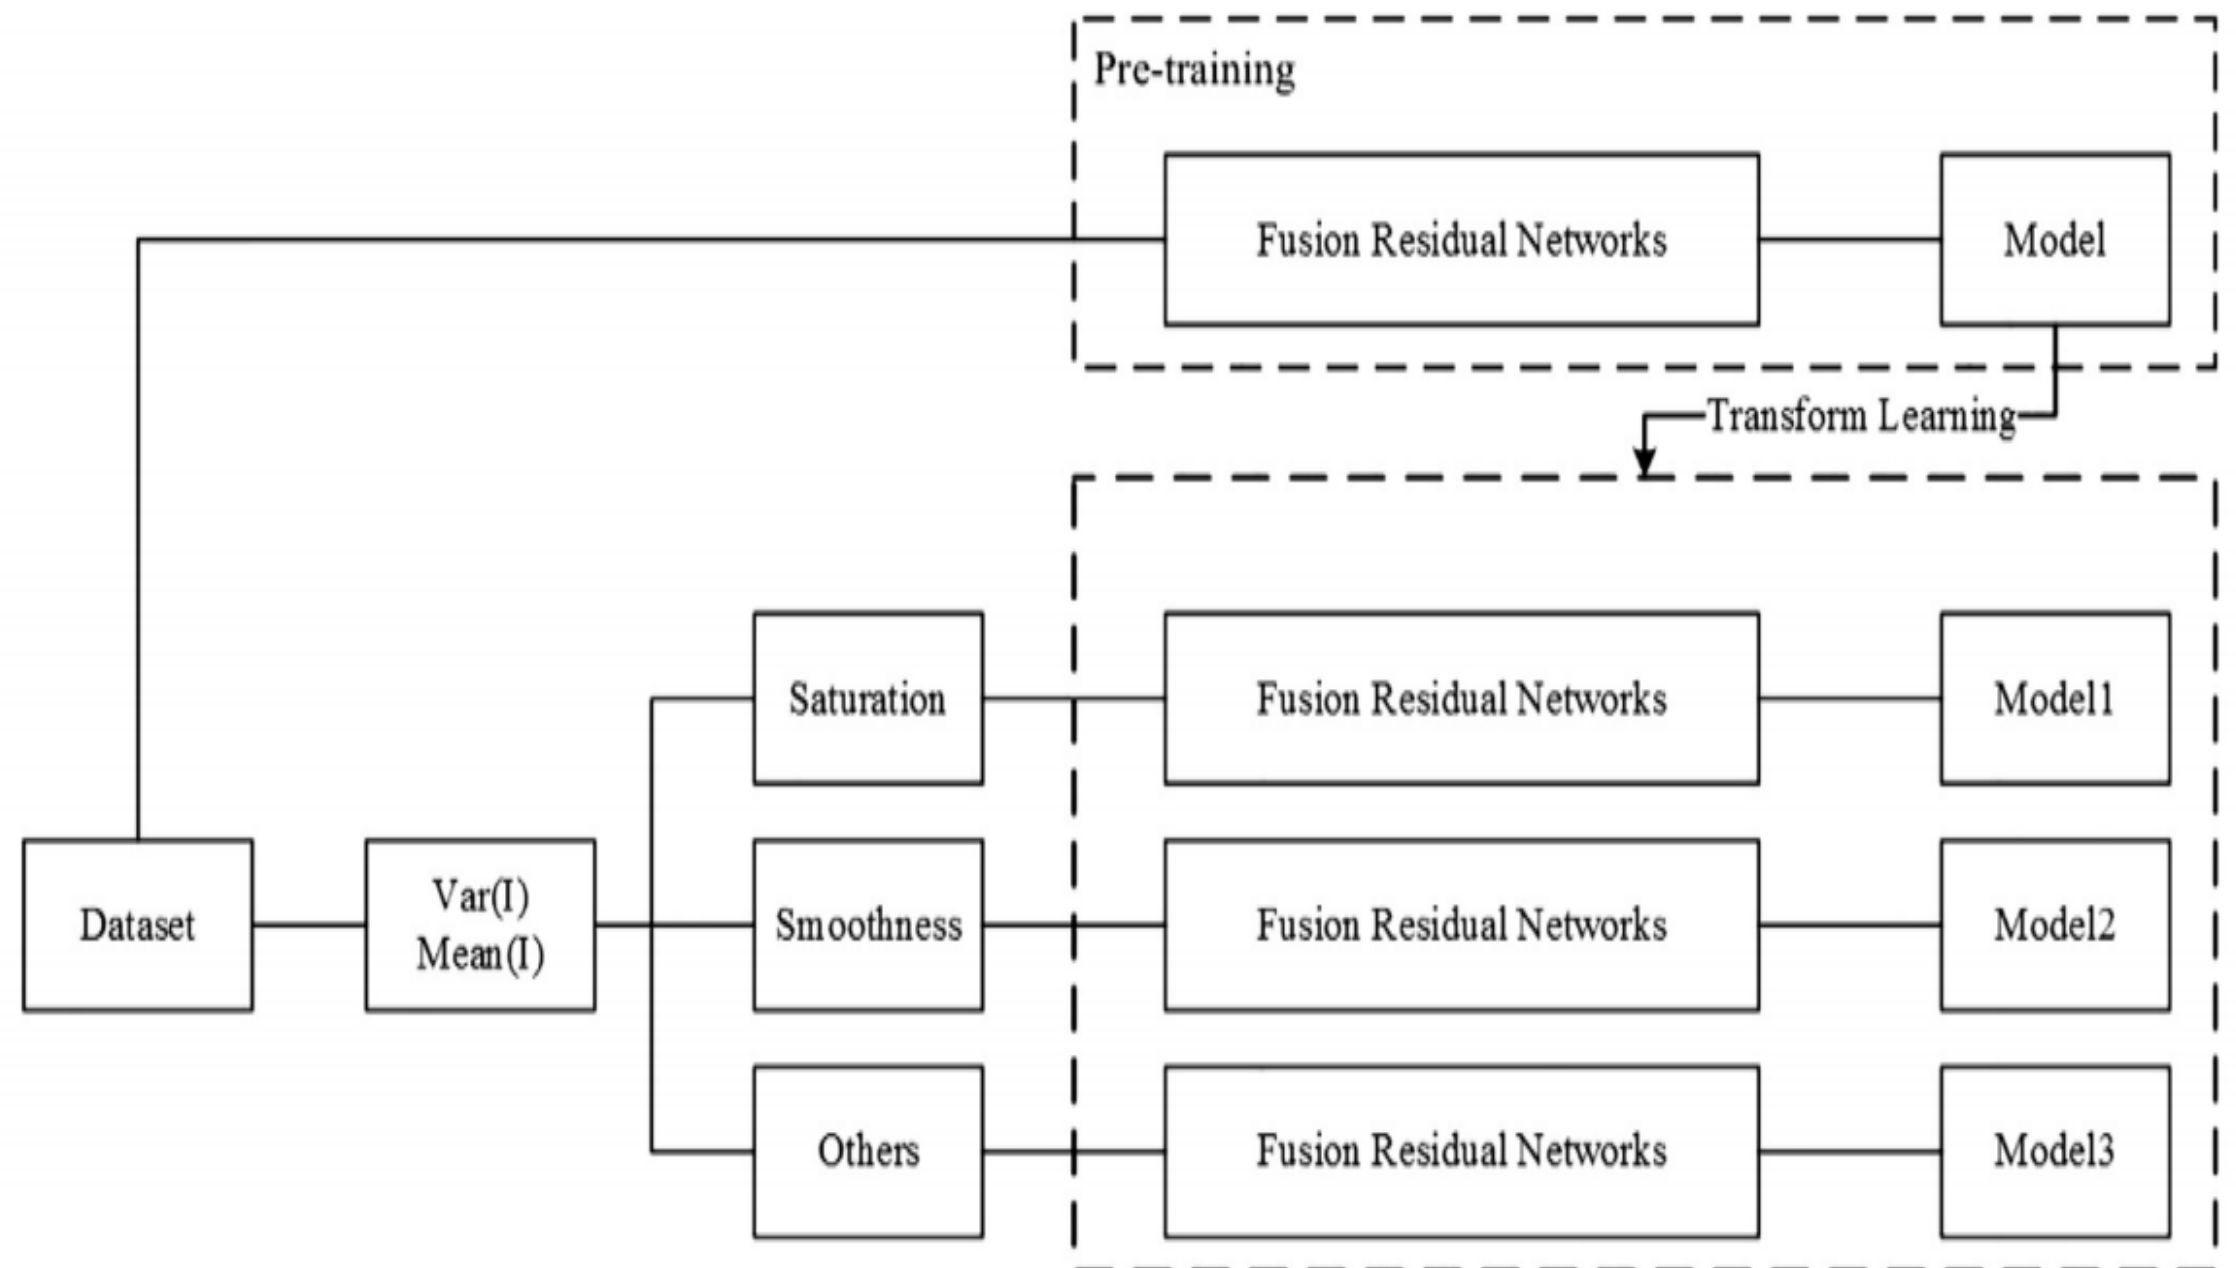 Pre-training
Fusion Residual Networks
Model
Transform Learning
Saturation
Fusion Residual Networks
Model1
Dataset
Var(I)
Mean(I)
Smoothness
Fusion Residual Networks
Model2
Others
Fusion Residual Networks
Model3